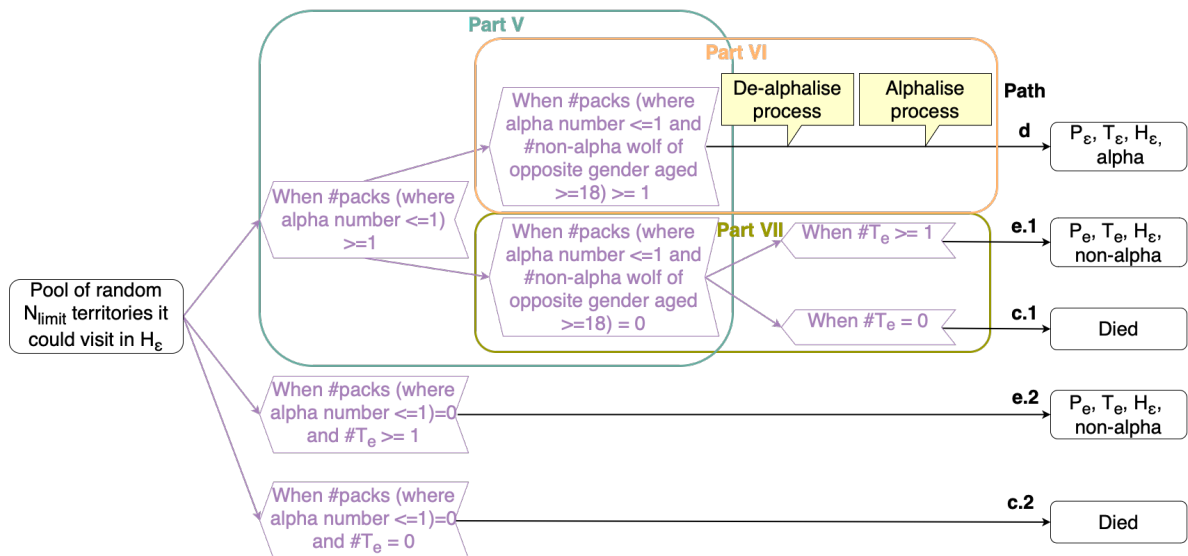 Part V
Part VI
When #packs (where
alpha number <=1 and
#non-alpha wolf of
opposite gender aged
>=18) >= 1
De-alphalise
process
Alphalise
process
Path
d
Pε, Tε, Hε,
alpha
When #packs (where
alpha number <=1)
>=1
Part VII
When #packs (where
alpha number <=1 and
#non-alpha wolf of
opposite gender aged
>=18) = 0
When #Te >= 1
e.1
Pe, Te, Hε,
non-alpha
When #Te = 0
c.1
Died
Pool of random
Nlimit territories it
could visit in Hε
When #packs (where
alpha number <=1)=0
and #Te >= 1
e.2
Pe, Te, Hε,
non-alpha
When #packs (where
alpha number <=1)=0
and #Te = 0
c.2
Died